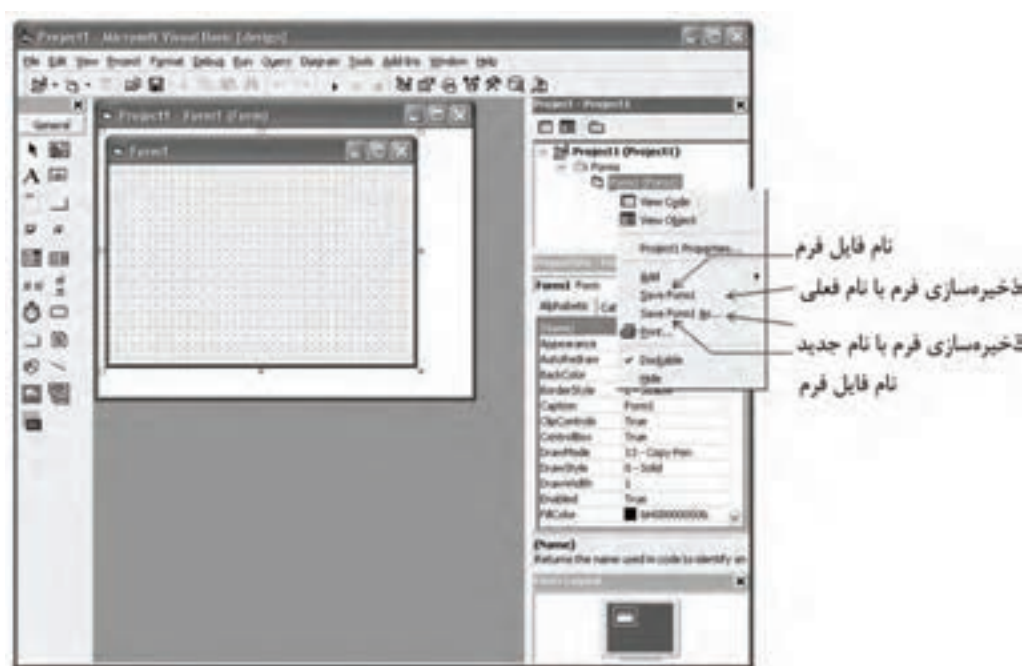 Project1 - Microsoft Visual Basic [design]
File Edit View Project Format Debug Run Query Diagram Tools Add-Ins Window Help
General
Project1 - Form1 (Form)
Form1
Project - Project1
Project1 (Project1)
Forms
Form1 (Form1)
View Code
View Object
Project1 Properties...
Add
Save Form1
Save Form1 As...
Print...
Dockable
Hide
نام فایل فرم
ذخیره‌سازی فرم با نام فعلی
ذخیره‌سازی فرم با نام جدید
نام فایل فرم
Form1 Form
Alphabetic Cat
(Name)
Appearance
AutoRedraw
BackColor
BorderStyle
Caption Form1
ClipControls True
ControlBox True
DrawMode 13 - Copy Pen
DrawStyle 0 - Solid
DrawWidth 1
Enabled True
FillColor &H00000000&
(Name)
Returns the name used in code to identify an